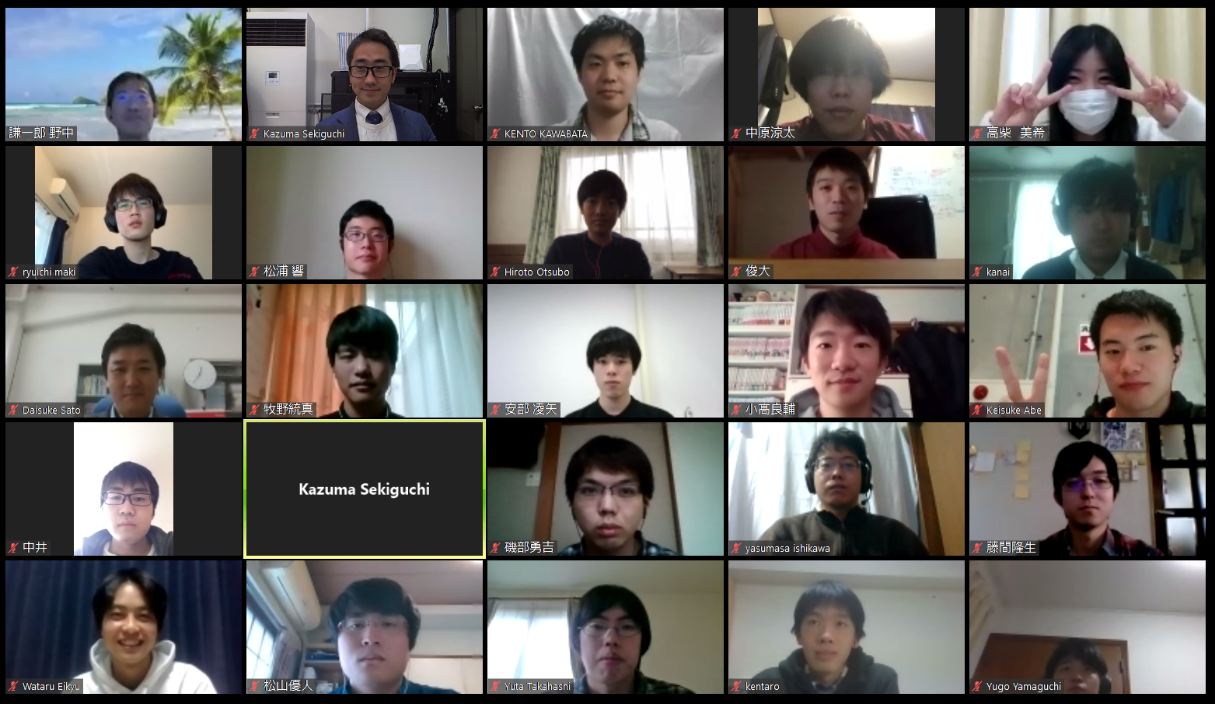 謙一郎 野中
Kazuma Sekiguchi
KENTO KAWABATA
中原涼太
高柴 美希
ryuichi maki
松浦 響
Hiroto Otsubo
俊大
kanai
Daisuke Sato
牧野統真
安部 凌矢
小高良輔
Keisuke Abe
中井
Kazuma Sekiguchi
磯部勇吉
yasumasa ishikawa
藤間隆生
Wataru Eikyu
松山優人
Yuta Takahashi
kentaro
Yugo Yamaguchi